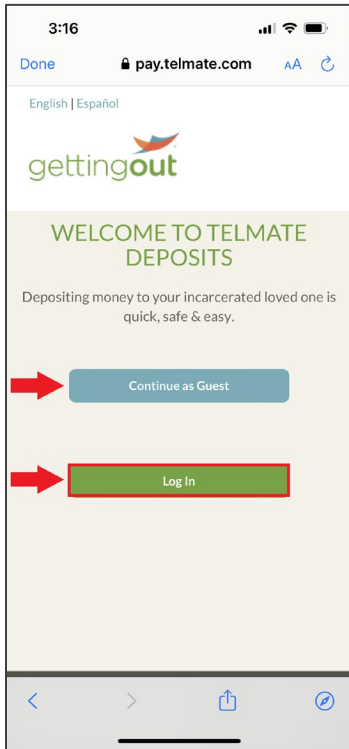 3:16
Done pay.telmate.com AA
English | Español
gettingout
WELCOME TO TELMATE
DEPOSITS
Depositing money to your incarcerated loved one is
quick, safe & easy.
Continue as Guest
Log In